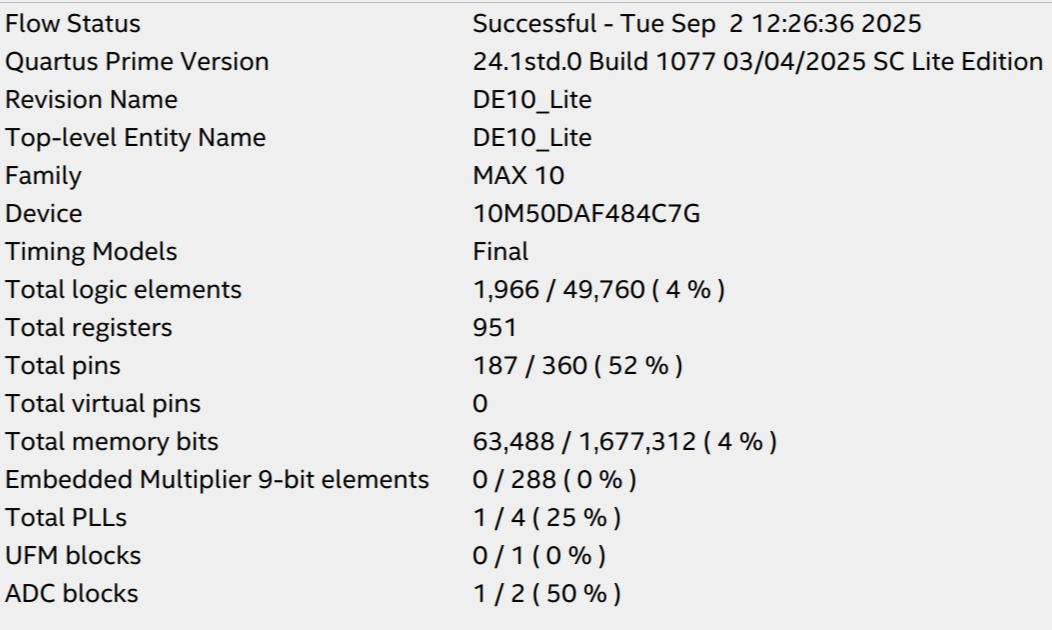 Flow Status Successful - Tue Sep  2 12:26:36 2025
Quartus Prime Version 24.1std.0 Build 1077 03/04/2025 SC Lite Edition
Revision Name DE10_Lite
Top-level Entity Name DE10_Lite
Family MAX 10
Device 10M50DAF484C7G
Timing Models Final
Total logic elements 1,966 / 49,760 ( 4 % )
Total registers 951
Total pins 187 / 360 ( 52 % )
Total virtual pins 0
Total memory bits 63,488 / 1,677,312 ( 4 % )
Embedded Multiplier 9-bit elements 0 / 288 ( 0 % )
Total PLLs 1 / 4 ( 25 % )
UFM blocks 0 / 1 ( 0 % )
ADC blocks 1 / 2 ( 50 % )